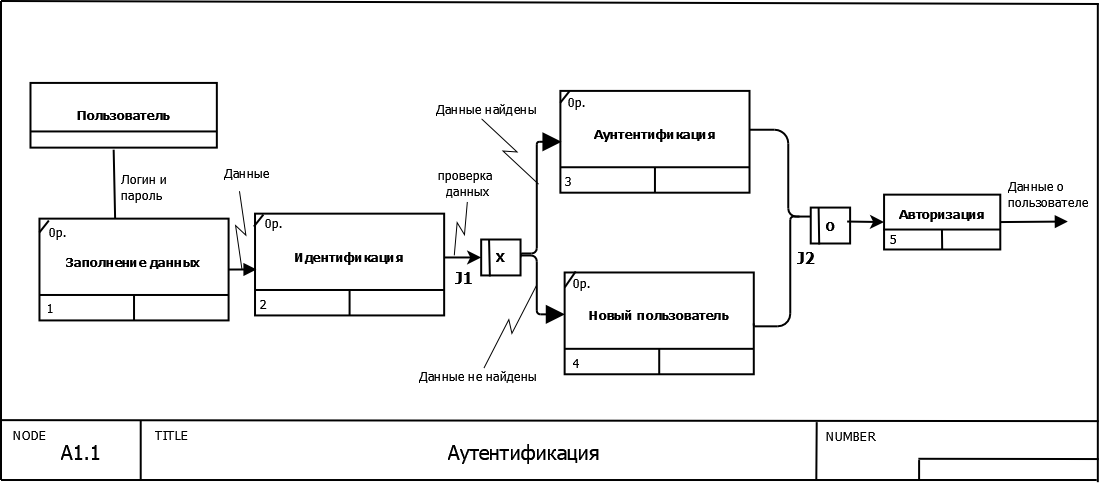 Пользователь
Логин и
пароль
Данные
0р.
Заполнение данных
1
0р.
Идентификация
2
проверка
данных
J1
X
Данные найдены
Данные не найдены
0р.
Аунтентификация
3
0р.
Новый пользователь
4
J2
O
Авторизация
5
Данные о
пользователе
NODE
A1.1
TITLE
Аутентификация
NUMBER